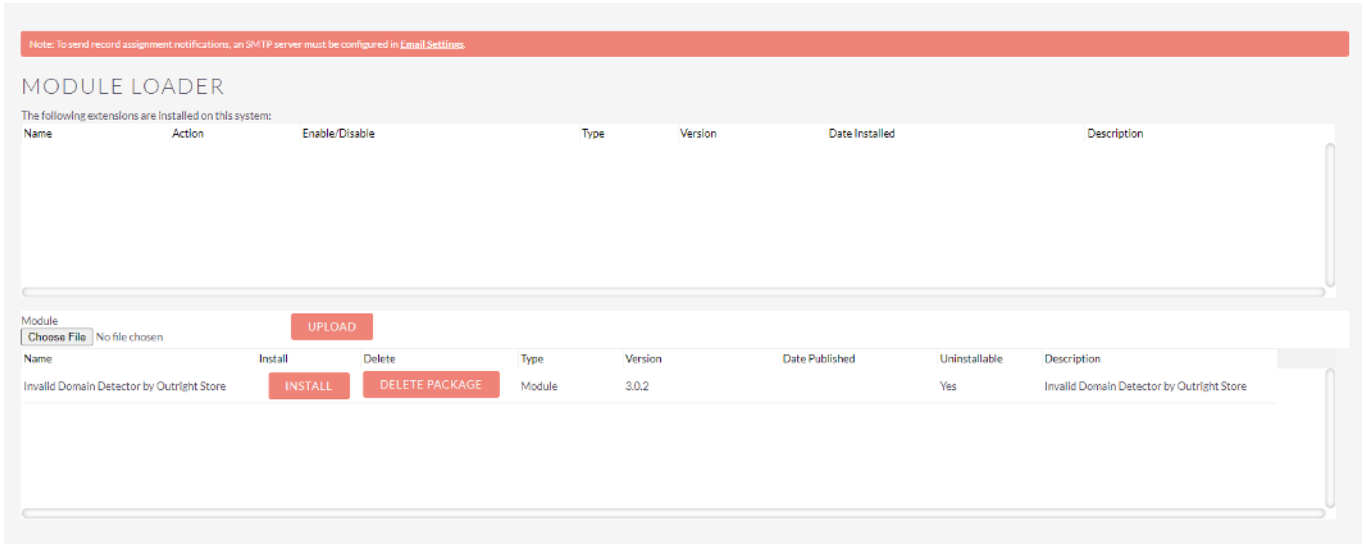 Note: To send record assignment notifications, an SMTP server must be configured in Email Settings.
MODULE LOADER
The following extensions are installed on this system:
Name Action Enable/Disable Type Version Date Installed Description
Module
UPLOAD
Choose File No file chosen
Name Install Delete Type Version Date Published Uninstallable Description
Invalid Domain Detector by Outright Store INSTALL DELETE PACKAGE Module 3.0.2 Yes Invalid Domain Detector by Outright Store